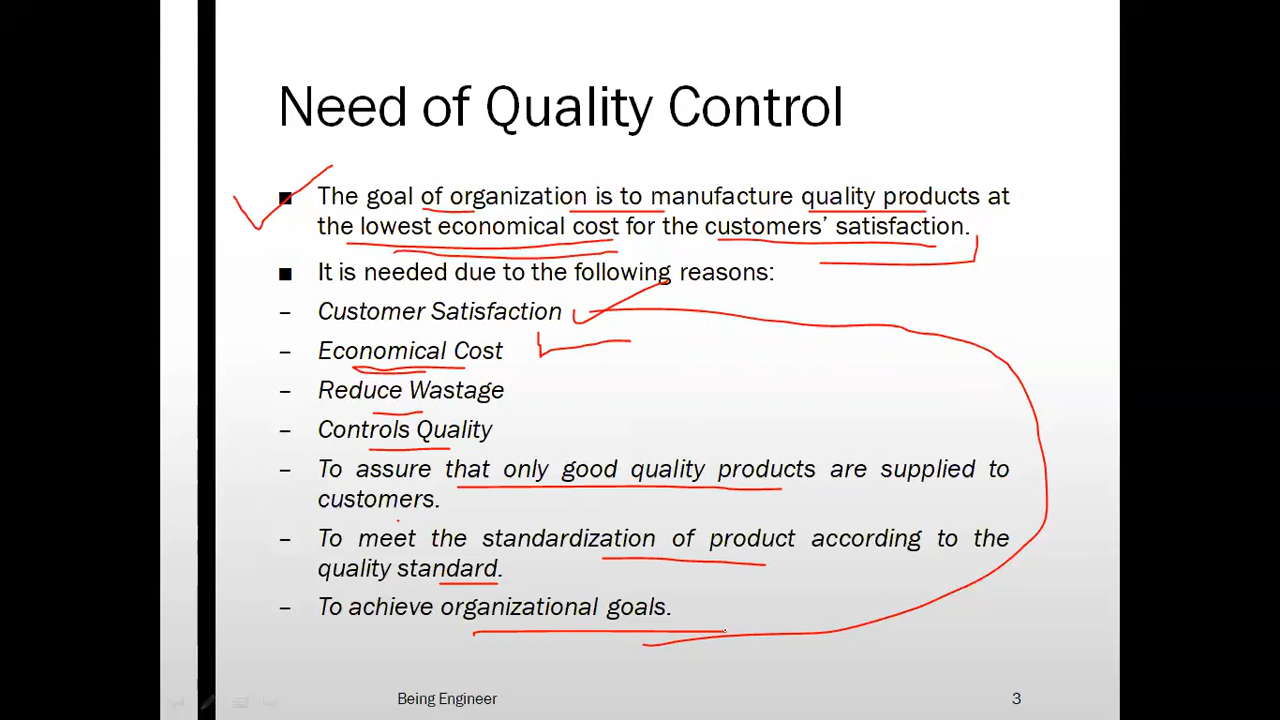 Need of Quality Control
■ The goal of organization is to manufacture quality products at
the lowest economical cost for the customers’ satisfaction.
■ It is needed due to the following reasons:
– Customer Satisfaction
– Economical Cost
– Reduce Wastage
– Controls Quality
– To assure that only good quality products are supplied to
customers.
– To meet the standardization of product according to the
quality standard.
– To achieve organizational goals.
Being Engineer
3